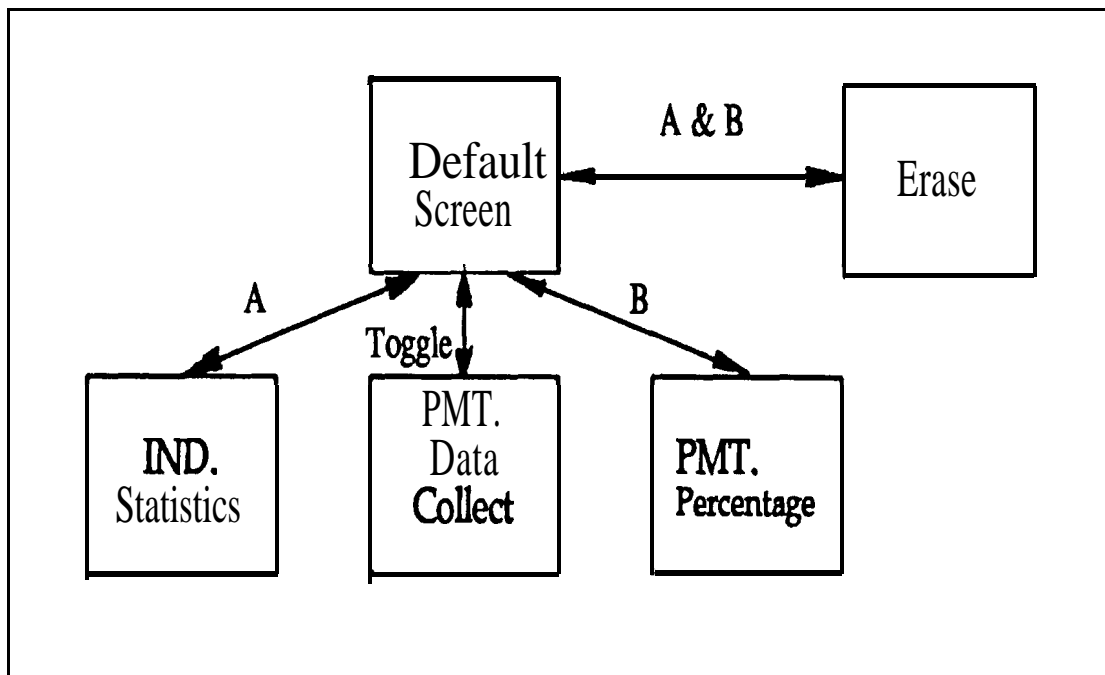 A & B
Default
Screen
Erase
A
B
Toggle
IND.
Statistics
PMT.
Data
Collect
PMT.
Percentage